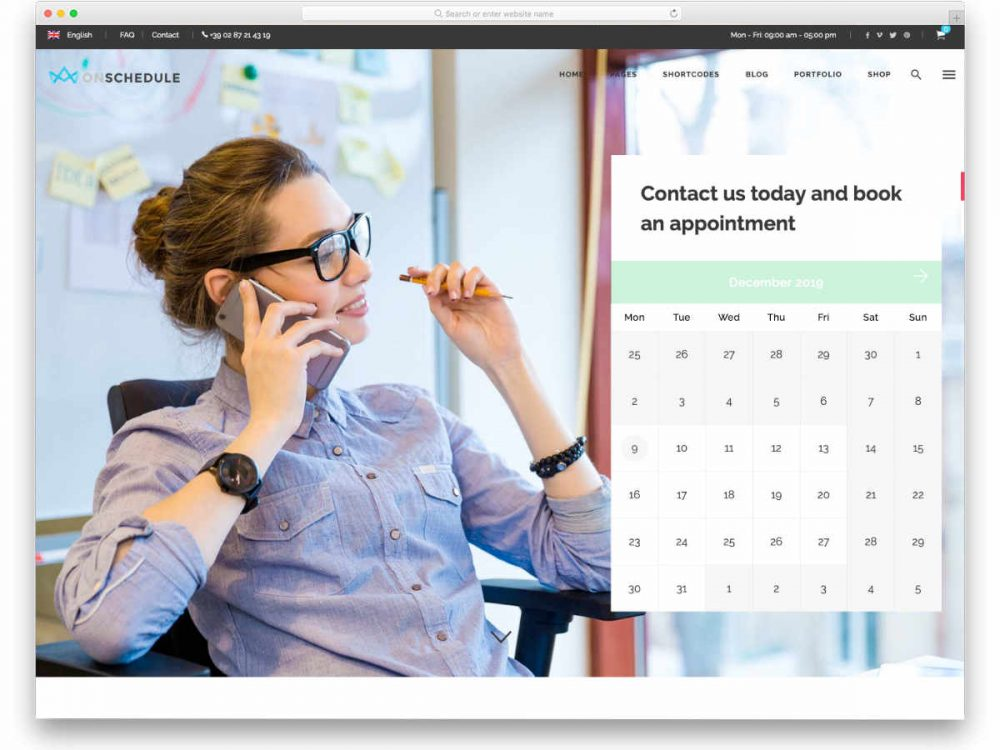 Search or enter website name
English FAQ Contact +39 02 87 21 43 19 Mon - Fri: 09:00 am - 05:00 pm 0
ONSCHEDULE HOME PAGES SHORTCODES BLOG PORTFOLIO SHOP
IDEA
Contact us today and book
an appointment
December 2019
Mon Tue Wed Thu Fri Sat Sun
25 26 27 28 29 30 1
2 3 4 5 6 7 8
9 10 11 12 13 14 15
16 17 18 19 20 21 22
23 24 25 26 27 28 29
30 31 1 2 3 4 5